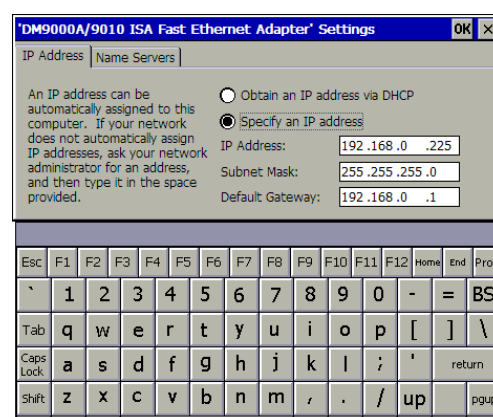 'DM9000A/9010 ISA Fast Ethernet Adapter' Settings OK ×
IP Address Name Servers
An IP address can be
automatically assigned to this
computer. If your network
does not automatically assign
IP addresses, ask your network
administrator for an address,
and then type it in the space
provided.
Obtain an IP address via DHCP
Specify an IP address
IP Address: 192 .168 .0 .225
Subnet Mask: 255 .255 .255 .0
Default Gateway: 192 .168 .0 .1
Esc F1 F2 F3 F4 F5 F6 F7 F8 F9 F10 F11 F12 Home End Pro
` 1 2 3 4 5 6 7 8 9 0 - = BS
Tab q w e r t y u i o p [ ] \
Caps Lock a s d f g h j k l ; ' return
Shift z x c v b n m , . / up pgup